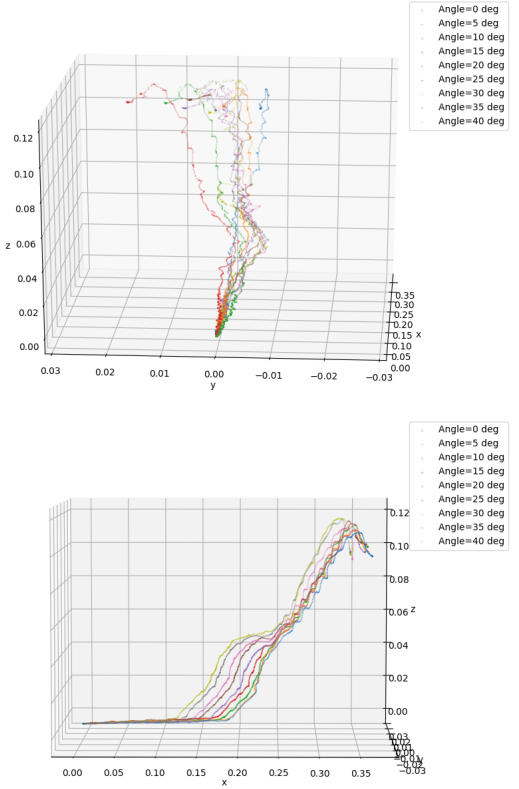 Angle=0 deg
Angle=5 deg
Angle=10 deg
Angle=15 deg
Angle=20 deg
Angle=25 deg
Angle=30 deg
Angle=35 deg
Angle=40 deg
0.12
0.10
0.08
z
0.06
0.04
0.02
0.00
0.35
0.30
0.25
0.20
x
0.15
0.10
0.05
0.00
0.03 0.02 0.01 0.00 −0.01 −0.02 −0.03
y
Angle=0 deg
Angle=5 deg
Angle=10 deg
Angle=15 deg
Angle=20 deg
Angle=25 deg
Angle=30 deg
Angle=35 deg
Angle=40 deg
0.12
0.10
0.08
0.06
z
0.04
0.02
0.00
0.03
0.02
−0.03
0.00 0.05 0.10 0.15 0.20 0.25 0.30 0.35
x